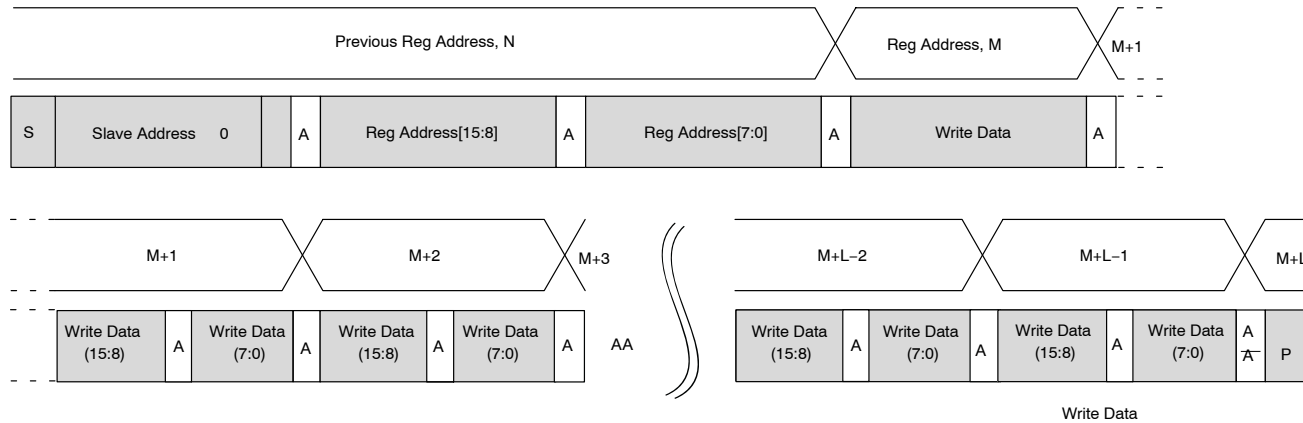 Previous Reg Address, N
Reg Address, M
M+1
S
Slave Address 0
A
Reg Address[15:8]
A
Reg Address[7:0]
A
Write Data
A
M+1
M+2
M+3
M+L−2
M+L−1
M+L
Write Data
(15:8)
A
Write Data
(7:0)
A
Write Data
(15:8)
A
Write Data
(7:0)
A
AA
Write Data
(15:8)
A
Write Data
(7:0)
A
Write Data
(15:8)
A
Write Data
(7:0)
A
A̅
P
Write Data